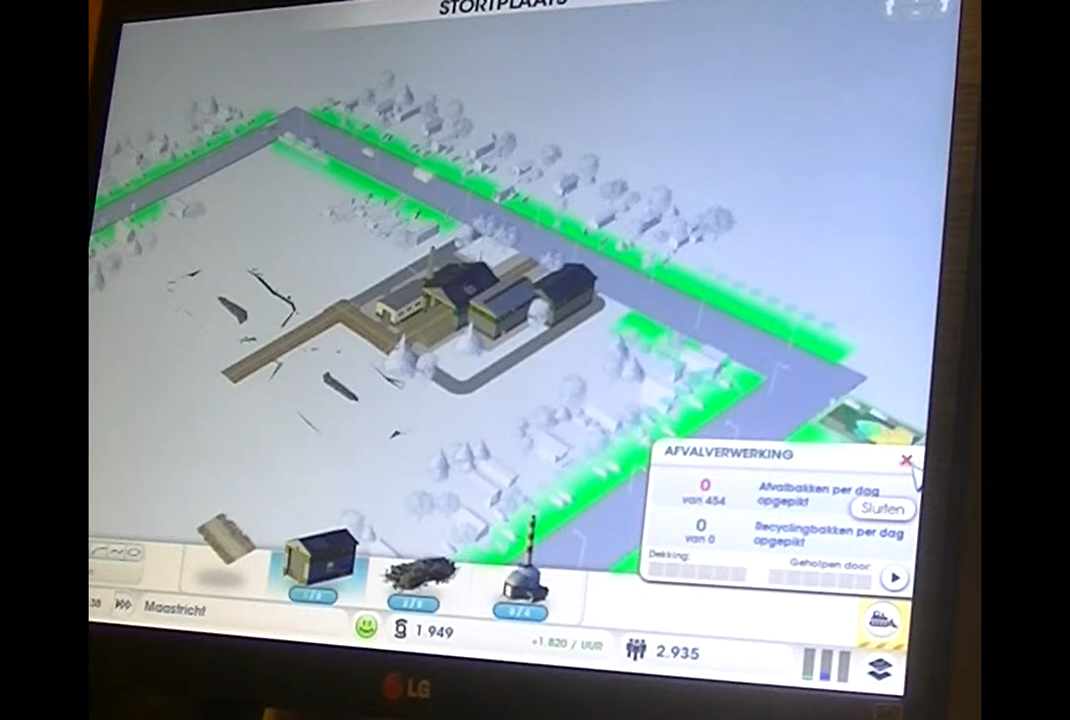 STORTPLAATS
AFVALVERWERKING
0
van 454
Afvalbakken per dag
opgepikt
Sluiten
0
van 0
Recyclingbakken per dag
opgepikt
Dekking:
Geholpen door:
38
Maastricht
1.949
+1.820 / UUR
2.935
LG